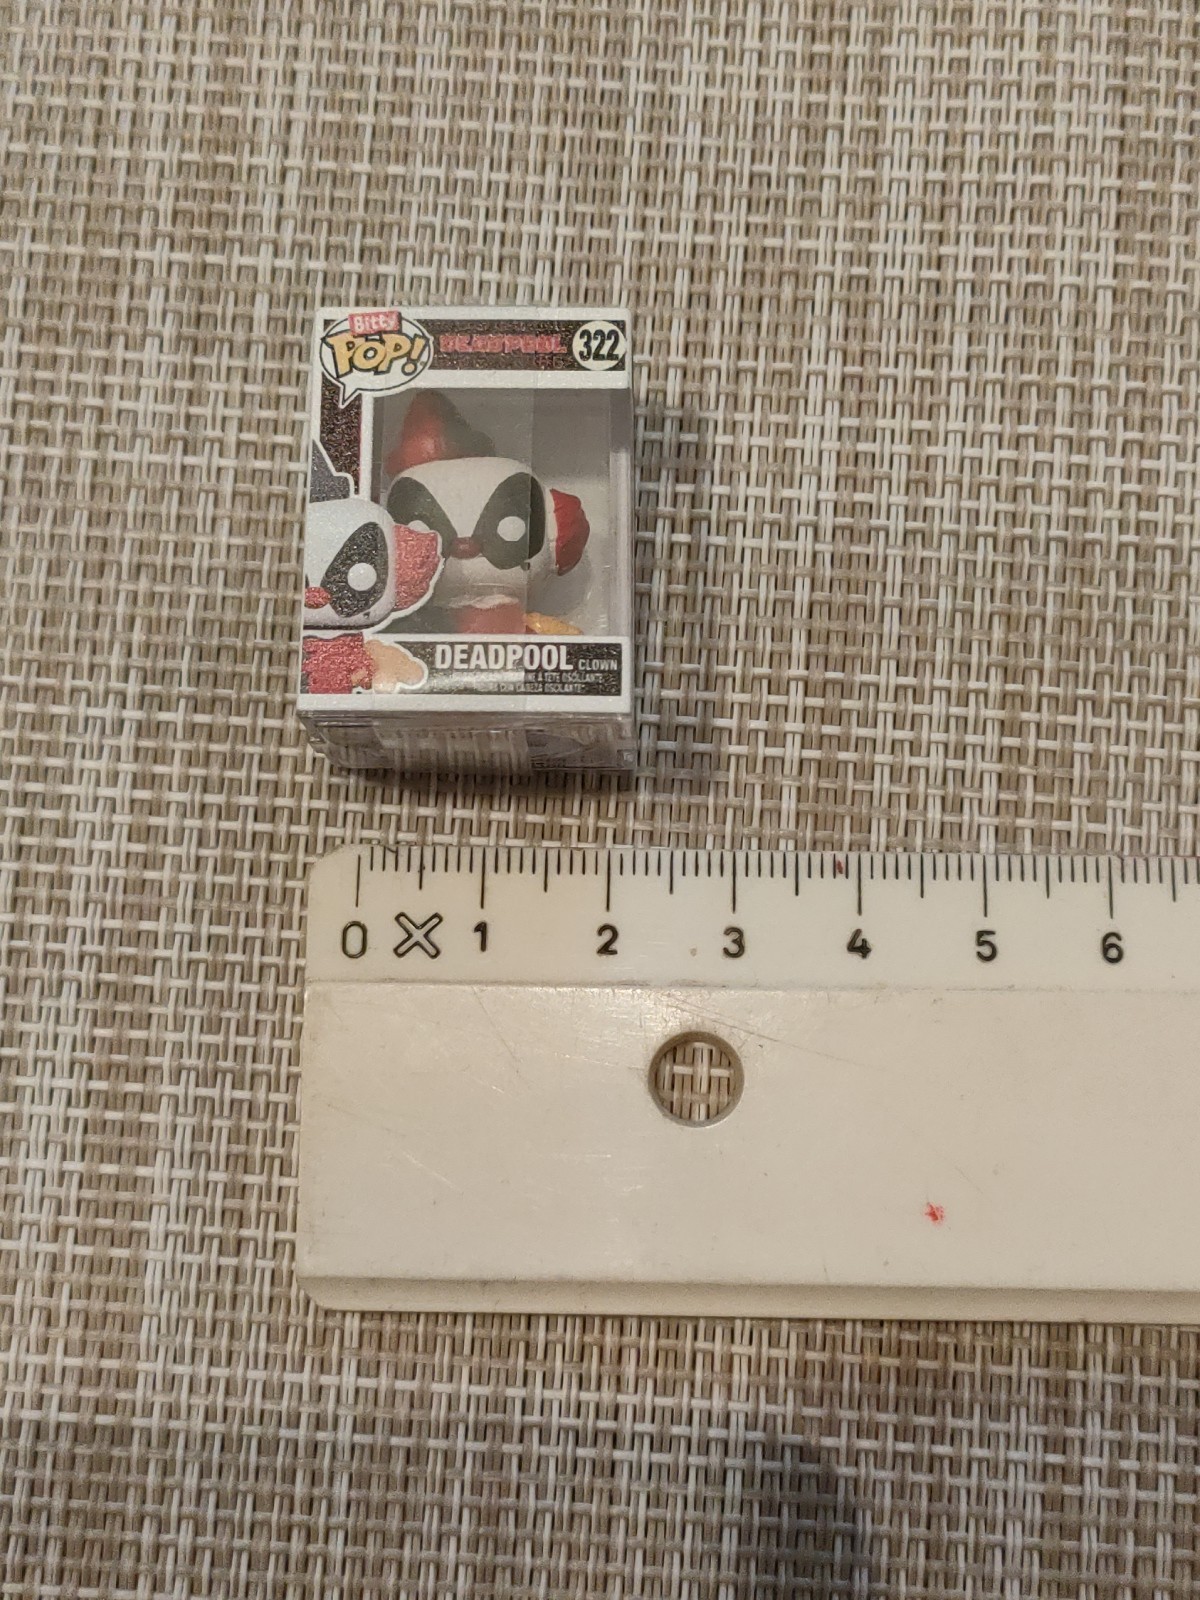 Bitty
POP!
DEADPOOL
322
DEADPOOL CLOWN
0 1 2 3 4 5 6